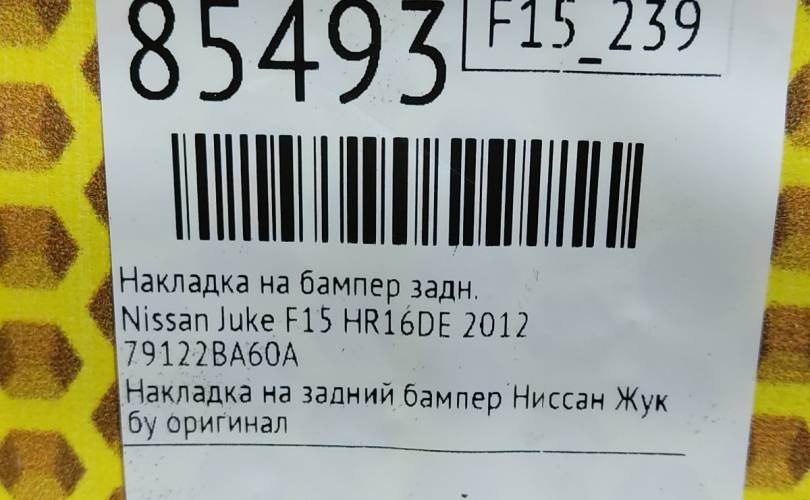 85493
F15_239
Накладка на бампер задн.
Nissan Juke F15 HR16DE 2012
79122BA60A
Накладка на задний бампер Ниссан Жук
бу оригинал